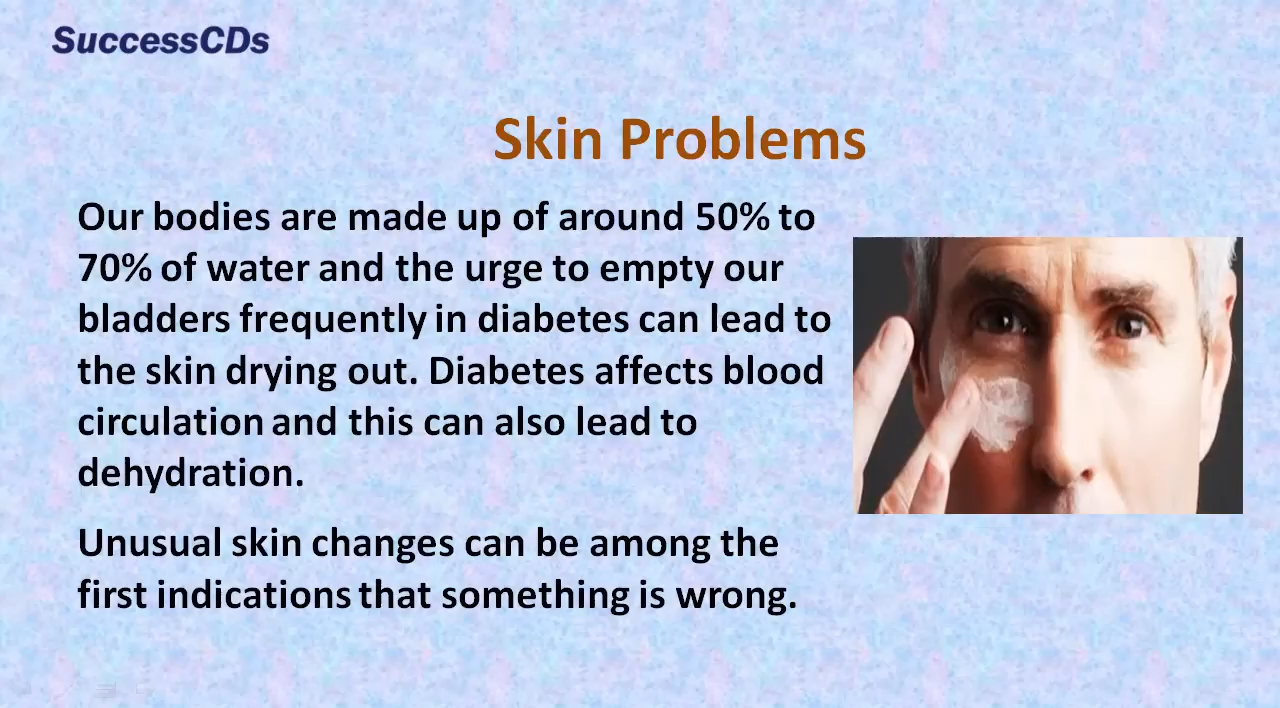 SuccessCDs
Skin Problems
Our bodies are made up of around 50% to
70% of water and the urge to empty our
bladders frequently in diabetes can lead to
the skin drying out. Diabetes affects blood
circulation and this can also lead to
dehydration.
Unusual skin changes can be among the
first indications that something is wrong.